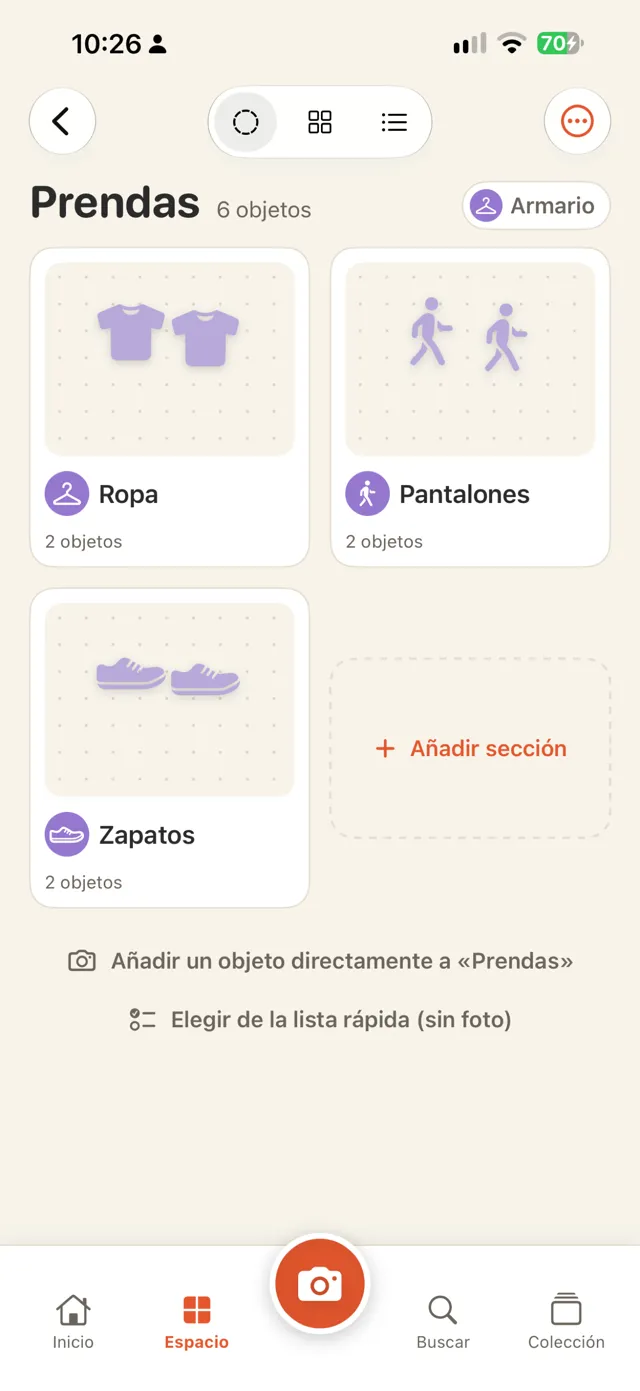 10:26
70
Prendas
6 objetos
Armario
Ropa
2 objetos
Pantalones
2 objetos
Zapatos
2 objetos
+ Añadir sección
Añadir un objeto directamente a «Prendas»
Elegir de la lista rápida (sin foto)
Inicio
Espacio
Buscar
Colección